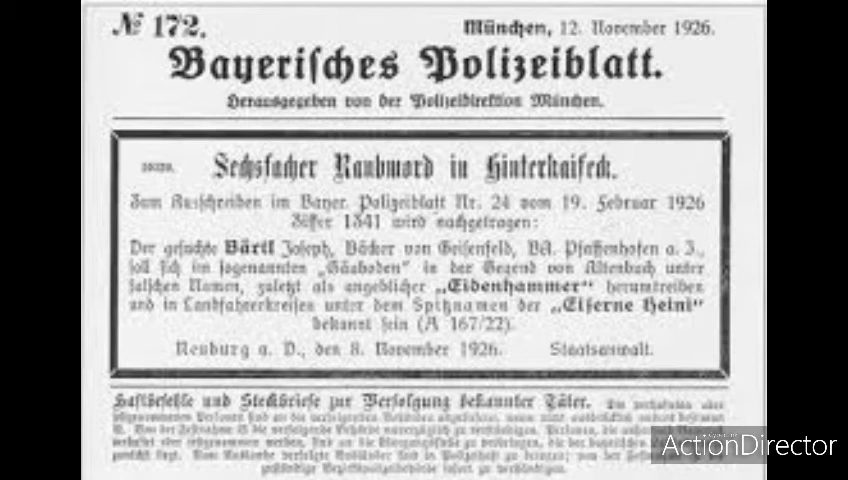 № 172.
München, 12. November 1926.
Bayerisches Polizeiblatt.
Herausgegeben von der Polizeidirektion München.
Sechsfacher Raubmord in Hinterkaifeck.
Zum Ausschreiben im Bayer. Polizeiblatt Nr. 24 vom 19. Februar 1926
Ziffer 1341 wird nachgetragen:
Der gesuchte Bärtl Joseph, Bäcker von Geisenfeld, BA. Pfaffenhofen a. J.,
soll sich im sogenannten „Gäuboden" in der Gegend von Altenbuch unter
falschen Namen, zuletzt als angeblicher „Eidenhammer" herumtreiben
und in Landfahrerkreisen unter dem Spitznamen der „Eiserne Heini"
bekannt sein (A 167/22).
Neuburg a. D., den 8. November 1926. Staatsanwalt.
Haftbefehle und Steckbriefe zur Verfolgung bekannter Täter.
ActionDirector